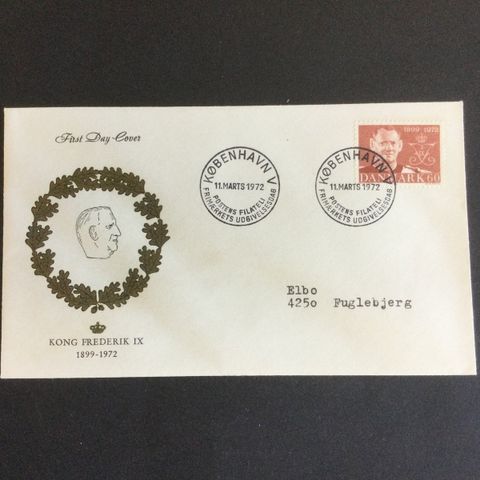 First Day Cover
KØBENHAVN V
11. MARTS 1972
POSTENS FILATELI
FRIMÆRKETS UDGIVELSESDAG
KØBENHAVN V
11. MARTS 1972
POSTENS FILATELI
FRIMÆRKETS UDGIVELSESDAG
1899-1972
DANMARK 60
Elbo
4250 Fuglebjerg
KONG FREDERIK IX
1899-1972